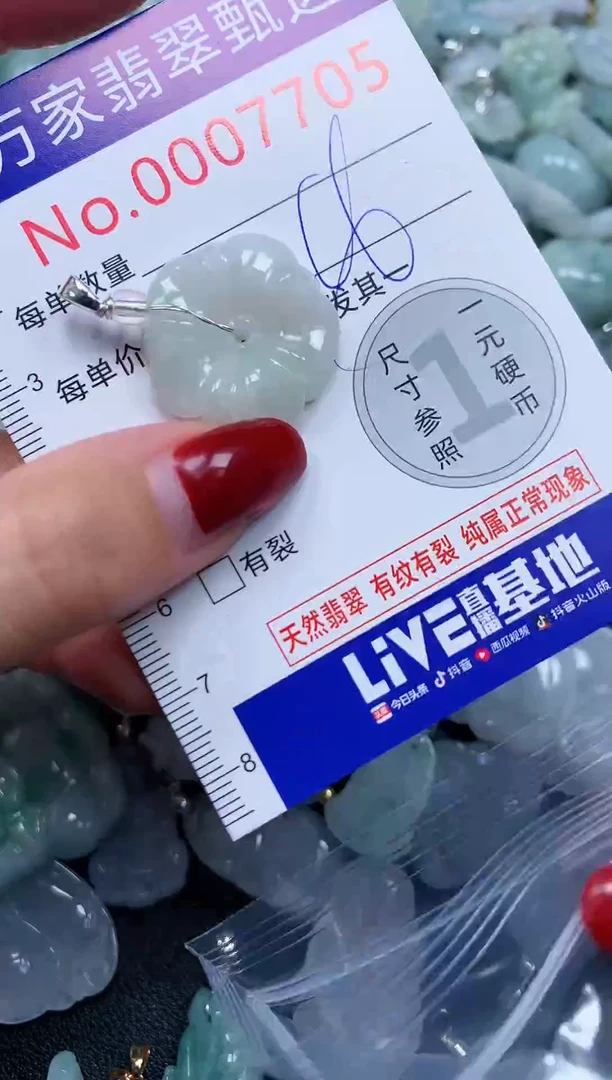 万家翡翠甄选
No.0007705
每单数量
发其一
3
每单价
一元硬币
1
尺寸参照
有裂
天然翡翠 有纹有裂 纯属正常现象
6
LiVE直播基地
今日头条 抖音 西瓜视频 抖音火山版
7
8